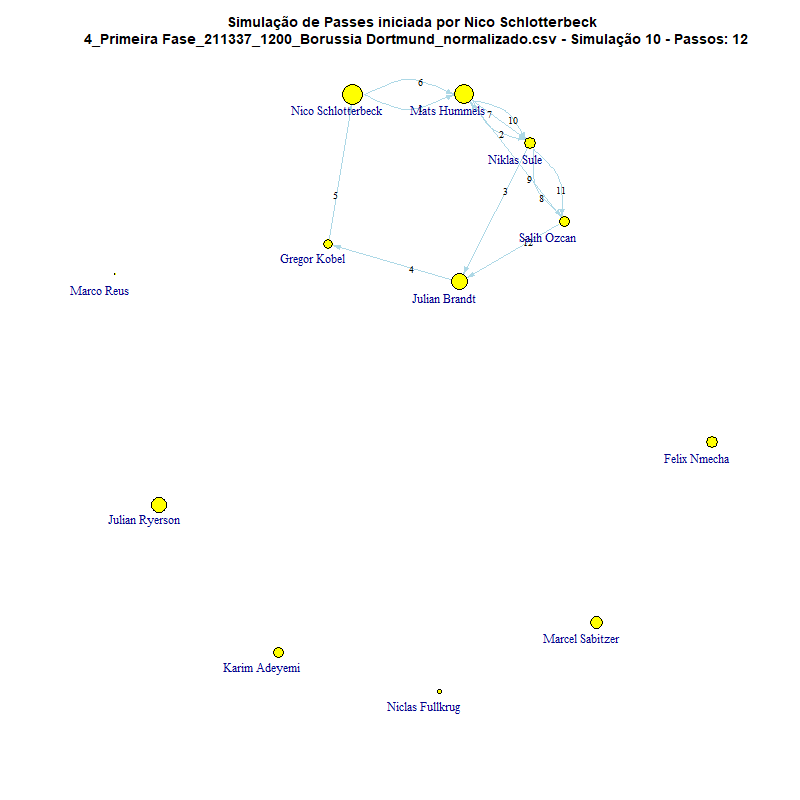 Simulação de Passes iniciada por Nico Schlotterbeck
4_Primeira Fase_211337_1200_Borussia Dortmund_normalizado.csv - Simulação 10 - Passos: 12
6
Nico Schlotterbeck
Mats Hummels
7
10
2
Niklas Sule
9
3
11
5
8
Salih Ozcan
12
Gregor Kobel
4
Marco Reus
Julian Brandt
Felix Nmecha
Julian Ryerson
Marcel Sabitzer
Karim Adeyemi
Niclas Fullkrug